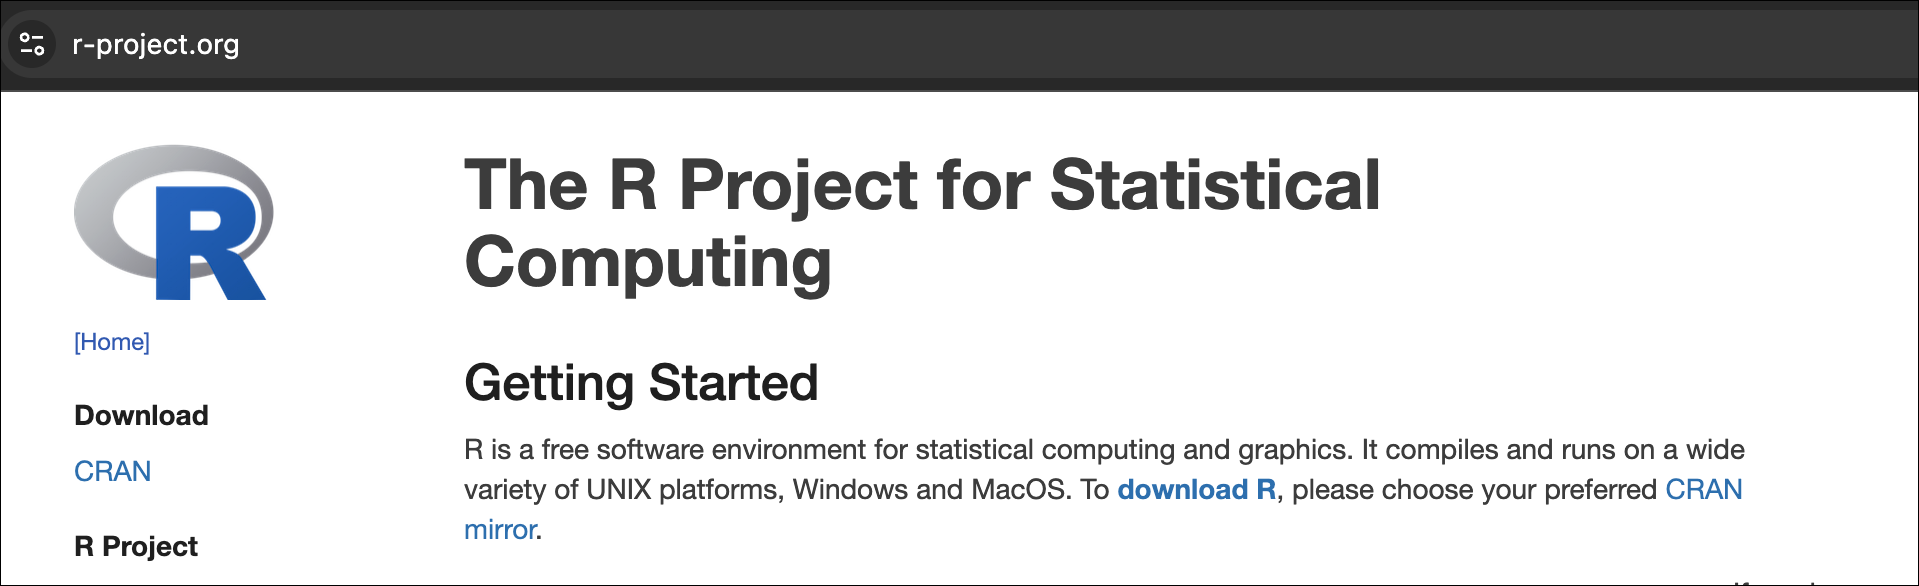 r-project.org
R
[Home]
Download
CRAN
R Project
The R Project for Statistical
Computing
Getting Started
R is a free software environment for statistical computing and graphics. It compiles and runs on a wide
variety of UNIX platforms, Windows and MacOS. To download R, please choose your preferred CRAN
mirror.